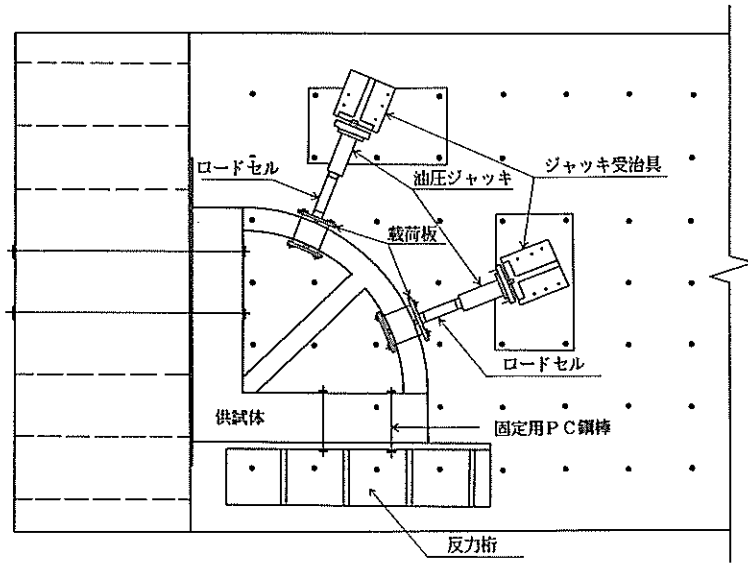 ロードセル
油圧ジャッキ
ジャッキ受治具
載荷板
ロードセル
供試体
固定用PC鋼棒
反力桁